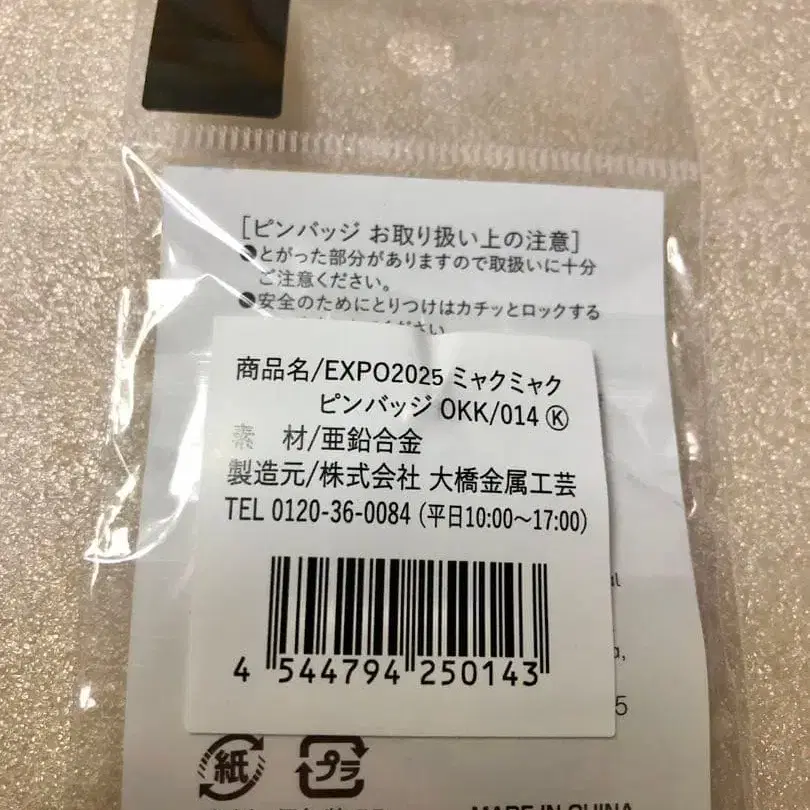 [ピンバッジ お取り扱い上の注意]
●とがった部分がありますので取扱いに十分
ご注意ください。
●安全のためにとりつけはカチッとロックする
ください。
商品名/EXPO2025 ミャクミャク
ピンバッジ OKK/014 Ⓚ
素 材/亜鉛合金
製造元/株式会社 大橋金属工芸
TEL 0120-36-0084 (平日10:00〜17:00)
4 544794 250143
紙
プラ
MADE IN CHINA